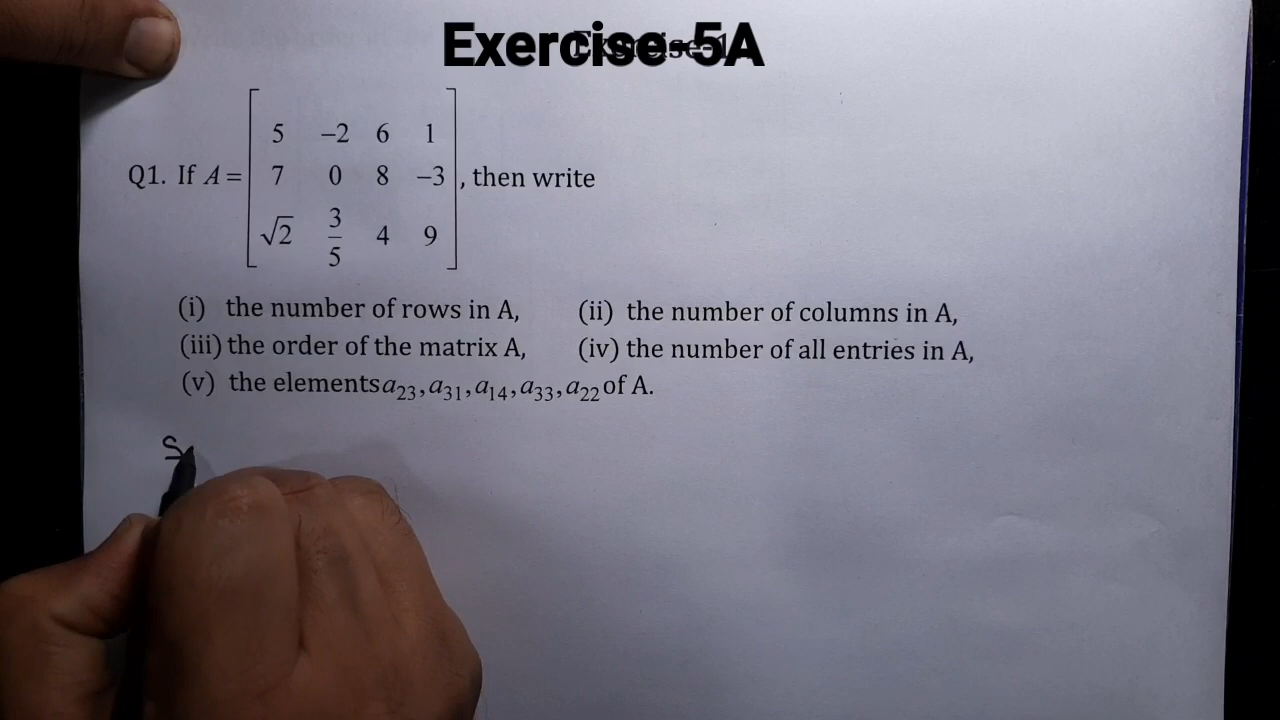 Exercise-5A
5 −2 6 1
Q1. If A = 7 0 8 −3 , then write
√2 3/5 4 9
(i) the number of rows in A, (ii) the number of columns in A,
(iii) the order of the matrix A, (iv) the number of all entries in A,
(v) the elements a23, a31, a14, a33, a22 of A.
S